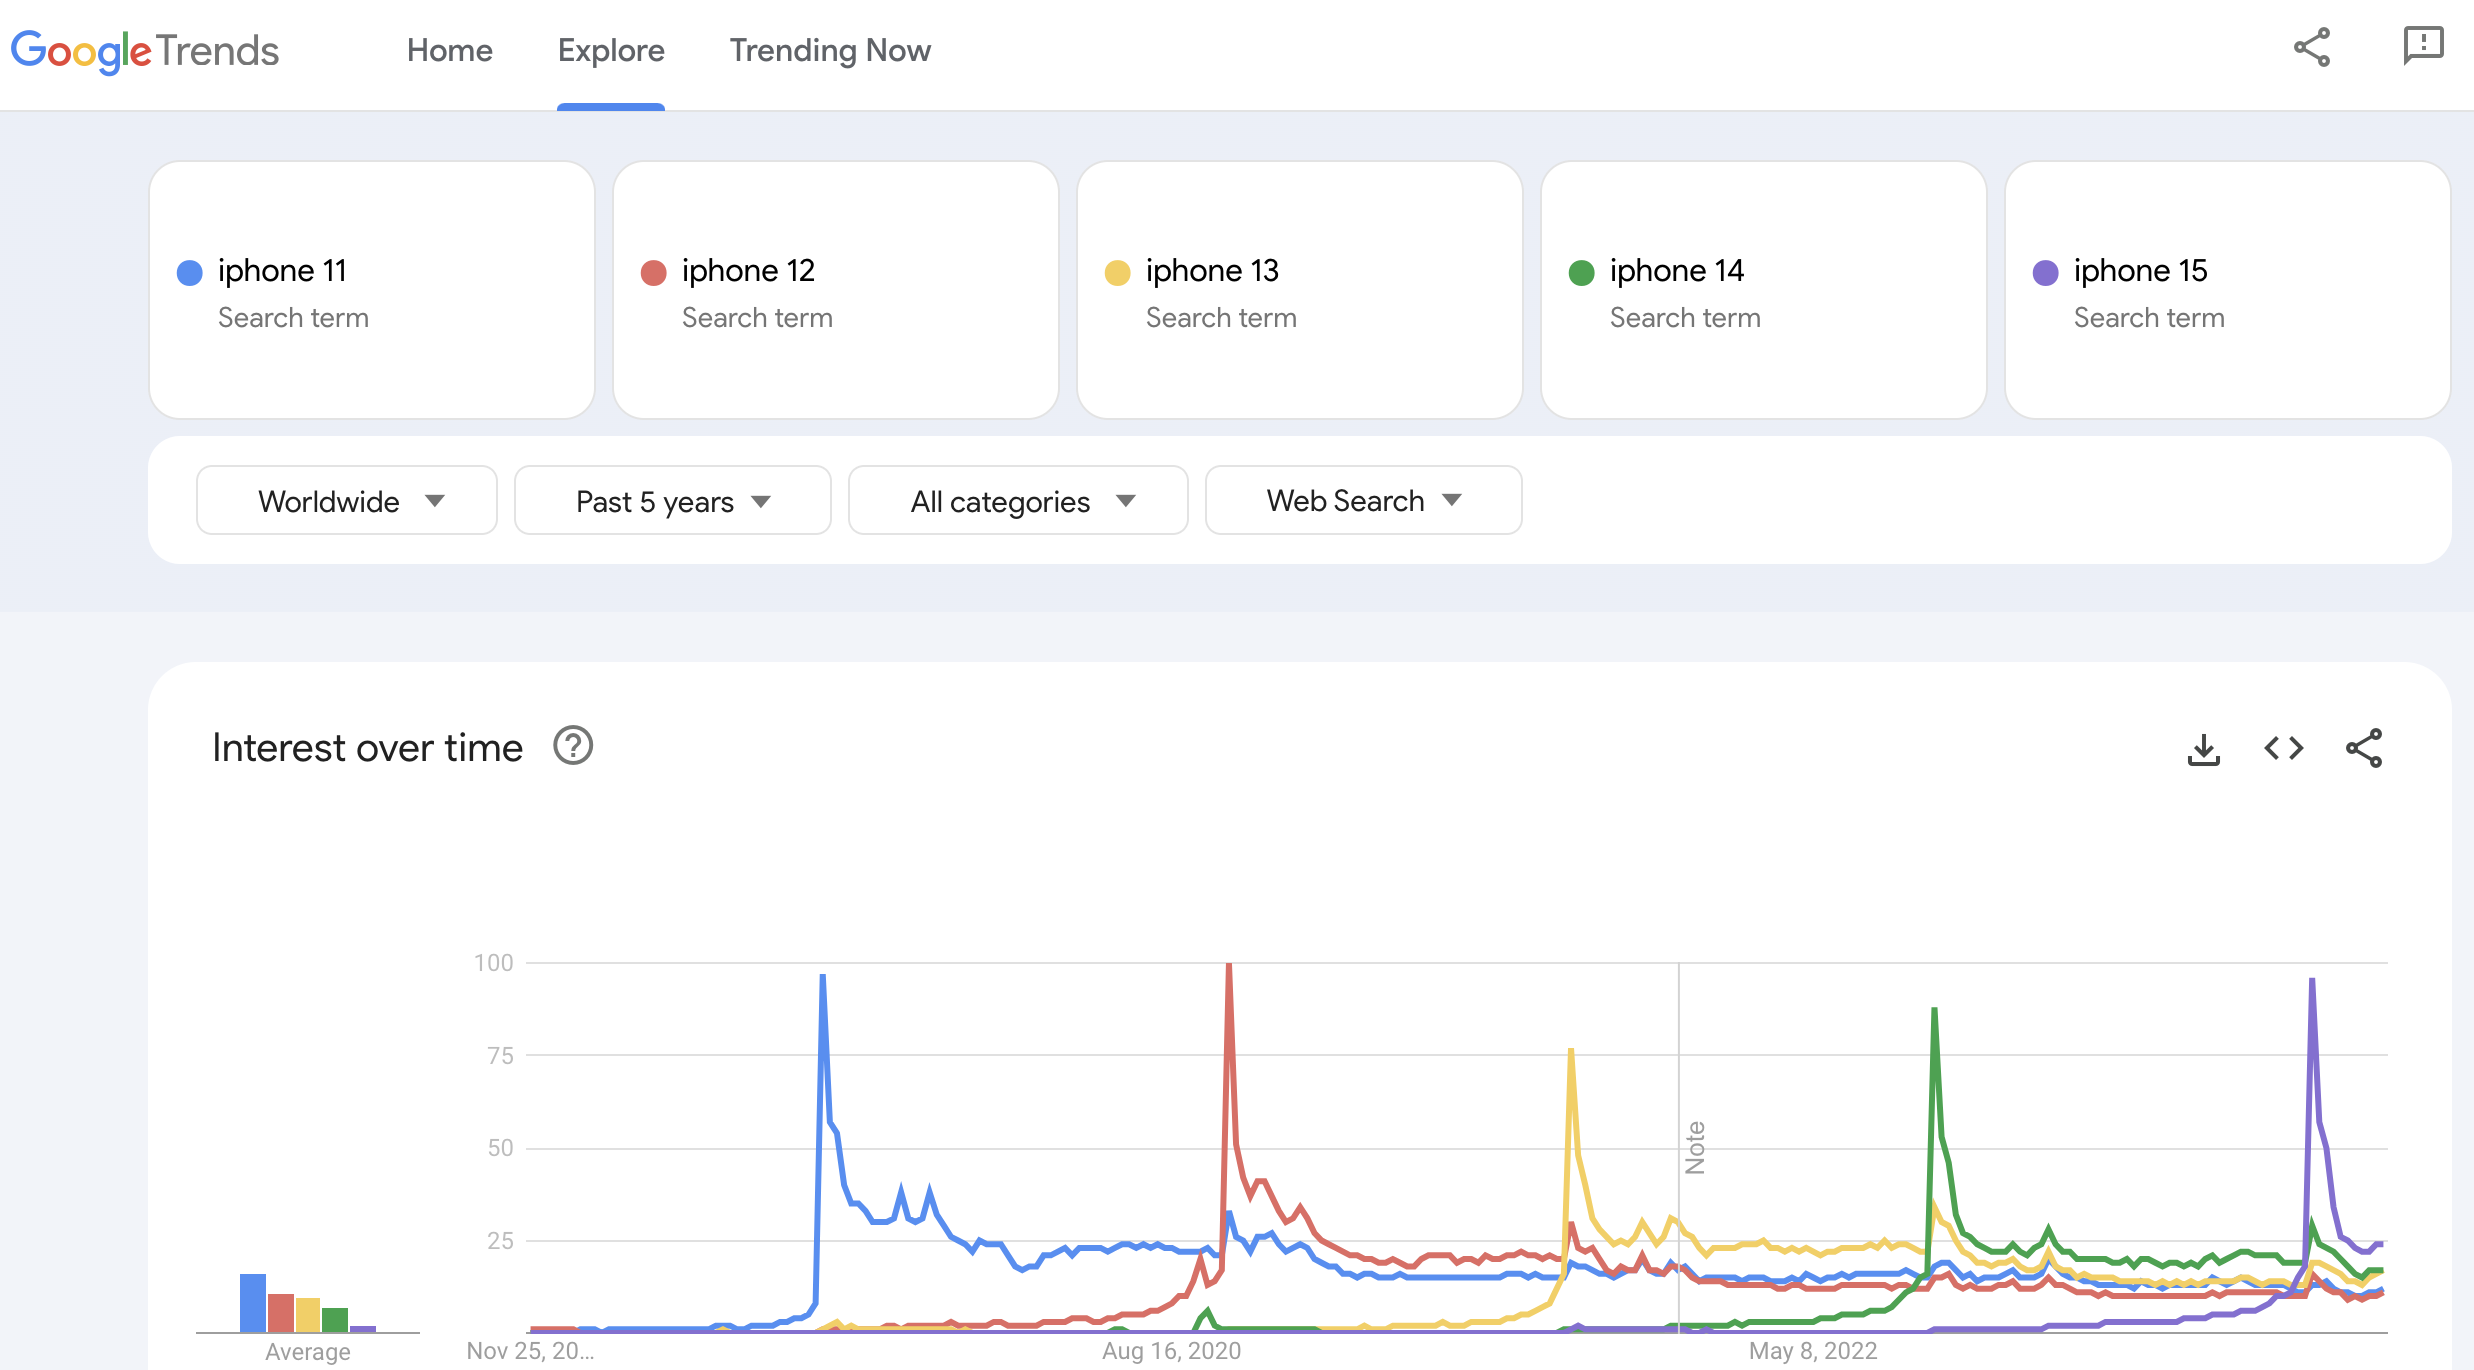 Google Trends Home Explore Trending Now
iphone 11 iphone 12 iphone 13 iphone 14 iphone 15
Search term Search term Search term Search term Search term
Worldwide Past 5 years All categories Web Search
Interest over time ?
100
75
50
25
Note
Average Nov 25, 20... Aug 16, 2020 May 8, 2022